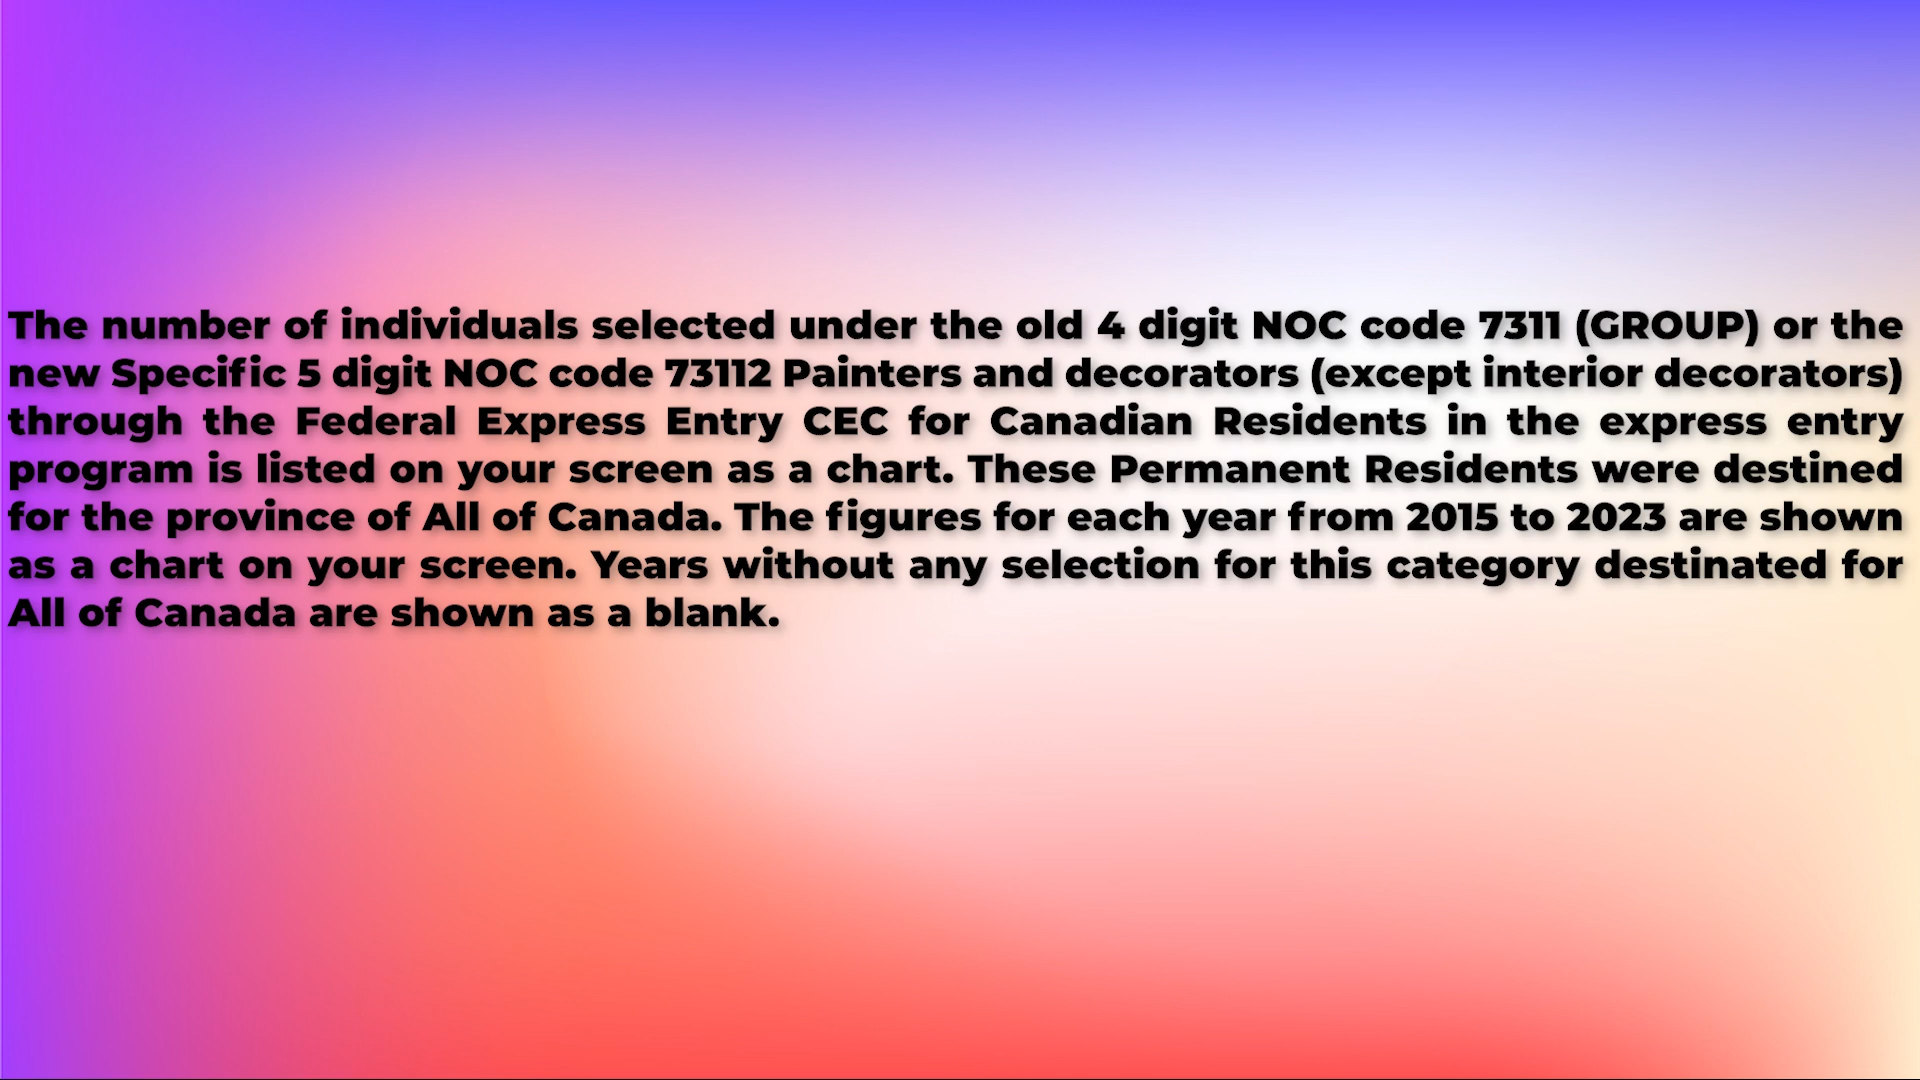 The number of individuals selected under the old 4 digit NOC code 7311 (GROUP) or the
new Specific 5 digit NOC code 73112 Painters and decorators (except interior decorators)
through the Federal Express Entry CEC for Canadian Residents in the express entry
program is listed on your screen as a chart. These Permanent Residents were destined
for the province of All of Canada. The figures for each year from 2015 to 2023 are shown
as a chart on your screen. Years without any selection for this category destinated for
All of Canada are shown as a blank.